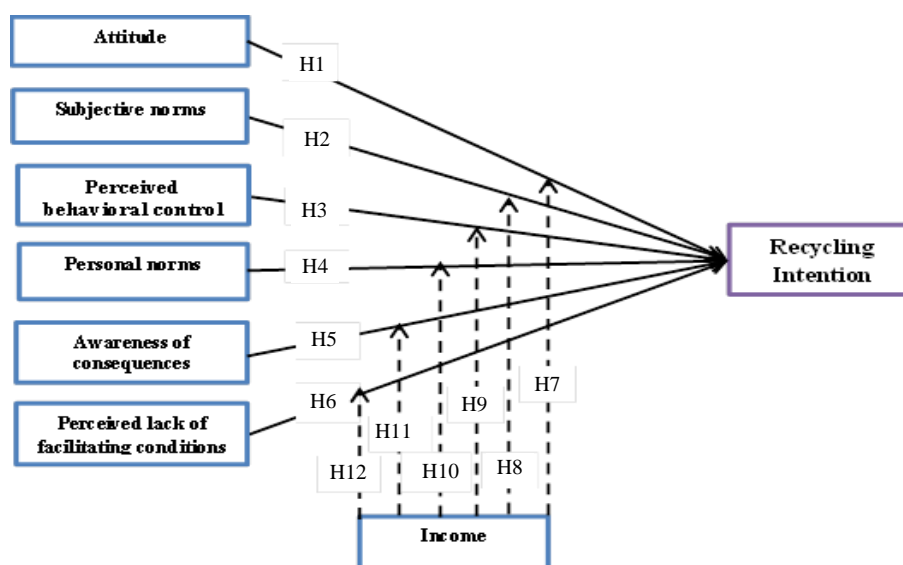 Attitude
H1
Subjective norms
H2
Perceived
behavioral control
H3
Personal norms
H4
Recycling
Intention
Awareness of
consequences
H5
Perceived lack of
facilitating conditions
H6
H7
H9
H11
H12
H10
H8
Income